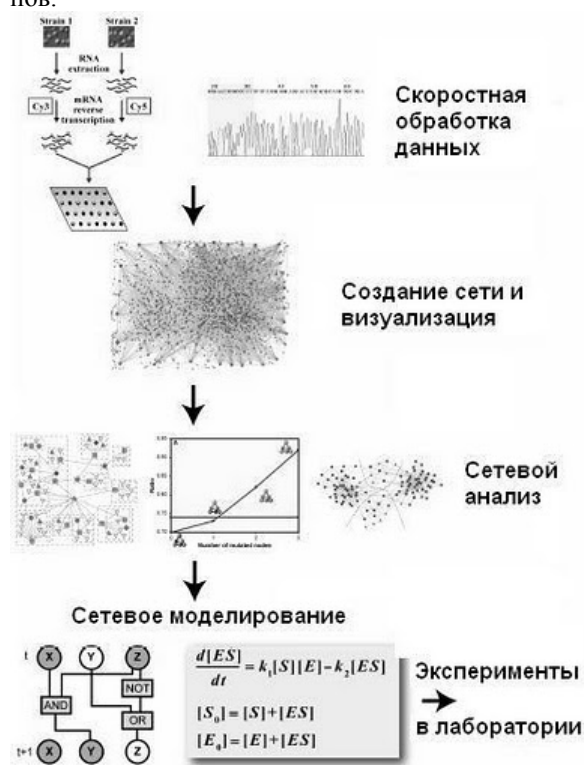 пов.
Strain 1 Strain 2
RNA
extraction
Cy3
mRNA
reverse
transcription
Cy5
Скоростная
обработка
данных
Создание сети и
визуализация
Number of mutated nodes
Сетевой
анализ
Сетевое моделирование
t X Y Z
NOT
AND
OR
t+1 X Y Z
d[ES]/dt = k₁[S][E] – k₂[ES]
[S₀] = [S] + [ES]
[E₀] = [E] + [ES]
Эксперименты
в лаборатории